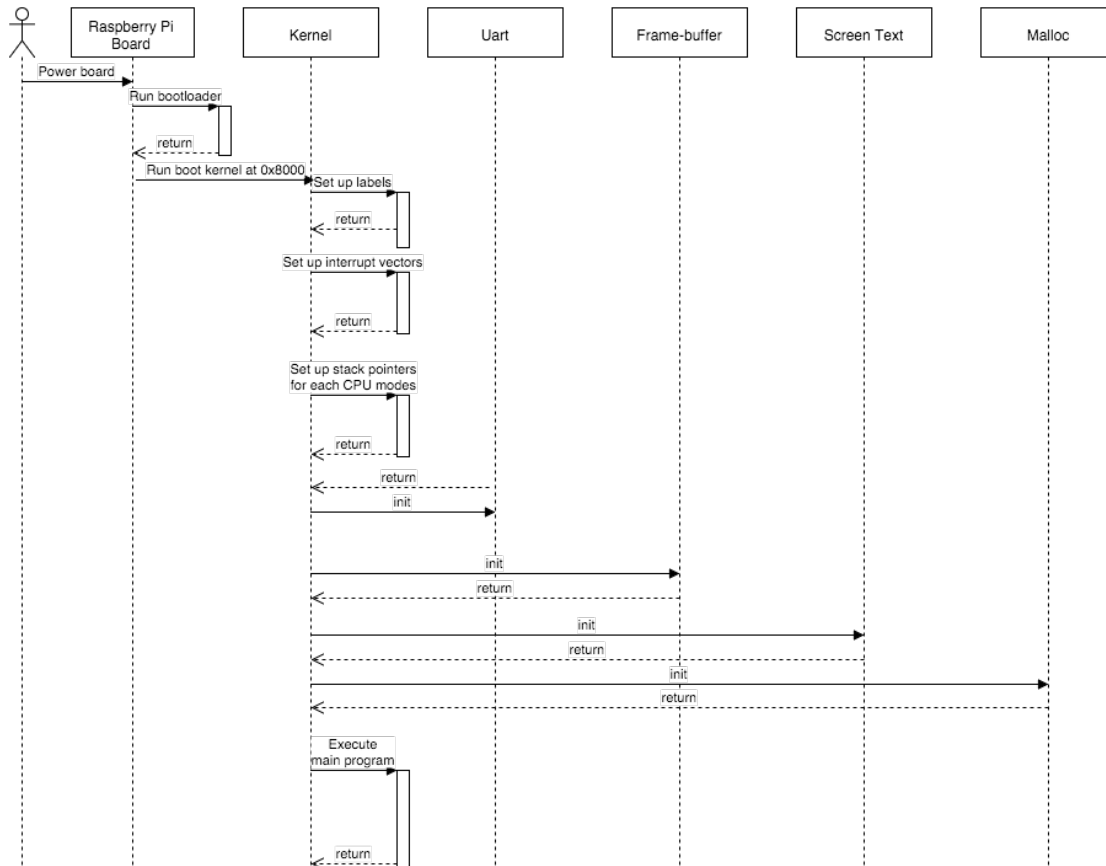 Raspberry Pi
Board
Kernel
Uart
Frame-buffer
Screen Text
Malloc
Power board
Run bootloader
return
Run boot kernel at 0x8000
Set up labels
return
Set up interrupt vectors
return
Set up stack pointers
for each CPU modes
return
return
init
init
return
init
return
init
return
Execute
main program
return